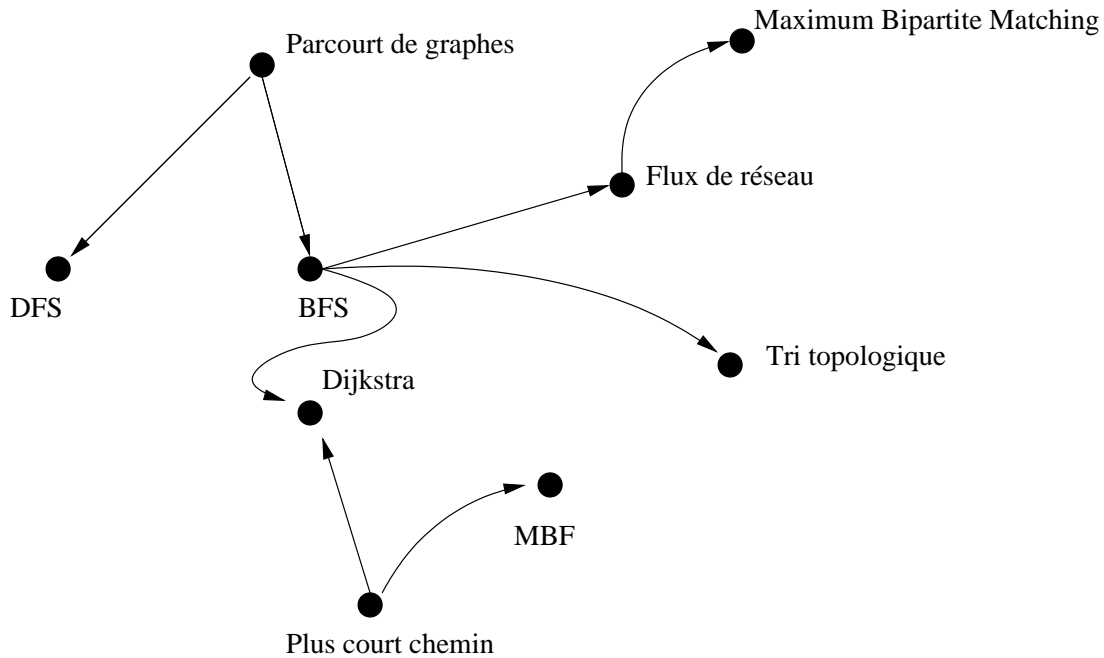 Maximum Bipartite Matching
Parcourt de graphes
Flux de réseau
DFS
BFS
Tri topologique
Dijkstra
MBF
Plus court chemin